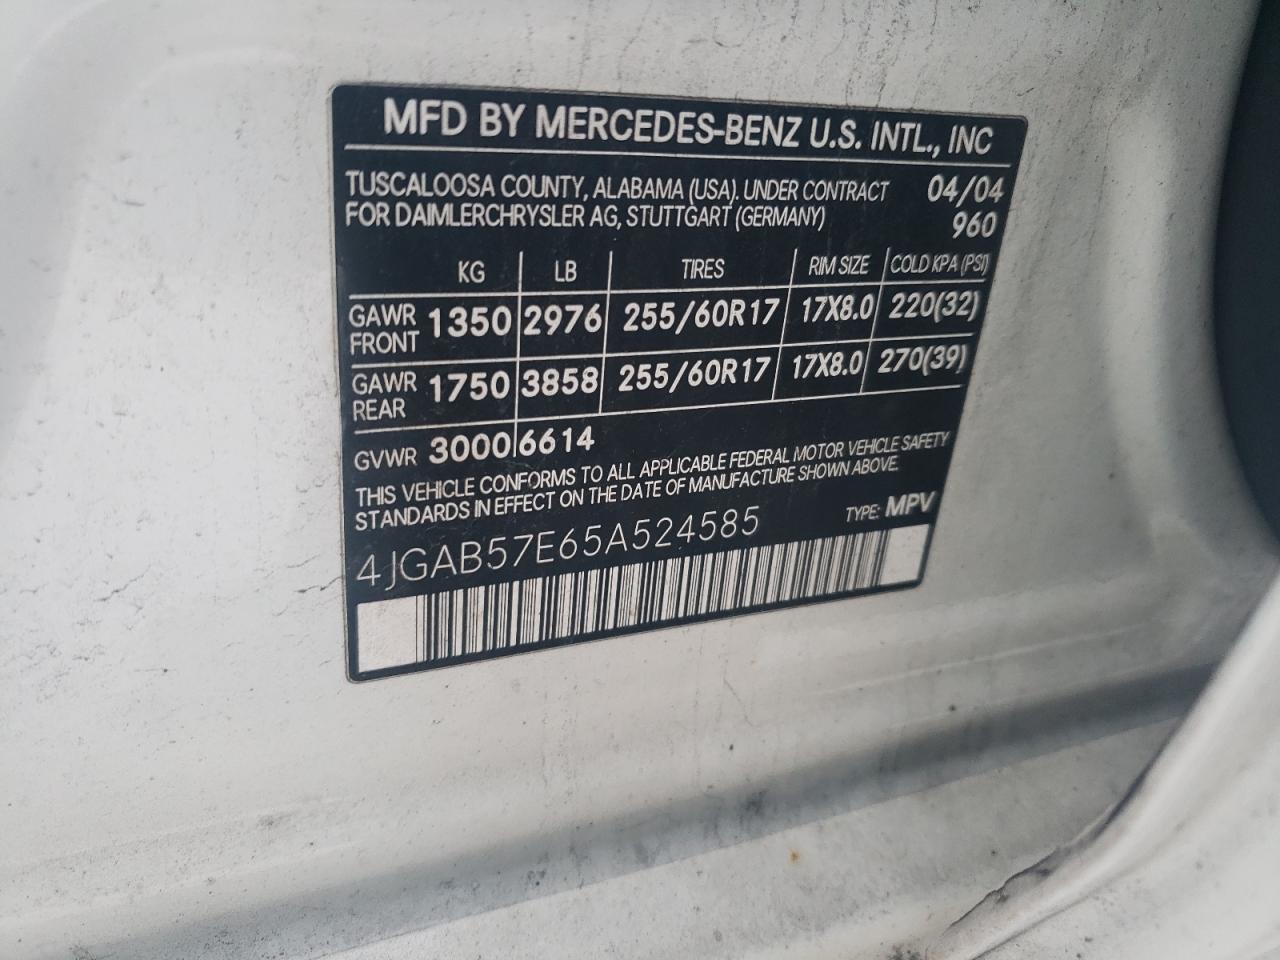 MFD BY MERCEDES-BENZ U.S. INTL., INC
TUSCALOOSA COUNTY, ALABAMA (USA). UNDER CONTRACT 04/04
FOR DAIMLERCHRYSLER AG, STUTTGART (GERMANY) 960
KG LB TIRES RIM SIZE COLD KPA (PSI)
GAWR FRONT 1350 2976 255/60R17 17X8.0 220(32)
GAWR REAR 1750 3858 255/60R17 17X8.0 270(39)
GVWR 3000 6614
THIS VEHICLE CONFORMS TO ALL APPLICABLE FEDERAL MOTOR VEHICLE SAFETY
STANDARDS IN EFFECT ON THE DATE OF MANUFACTURE SHOWN ABOVE.
4JGAB57E65A524585 TYPE: MPV